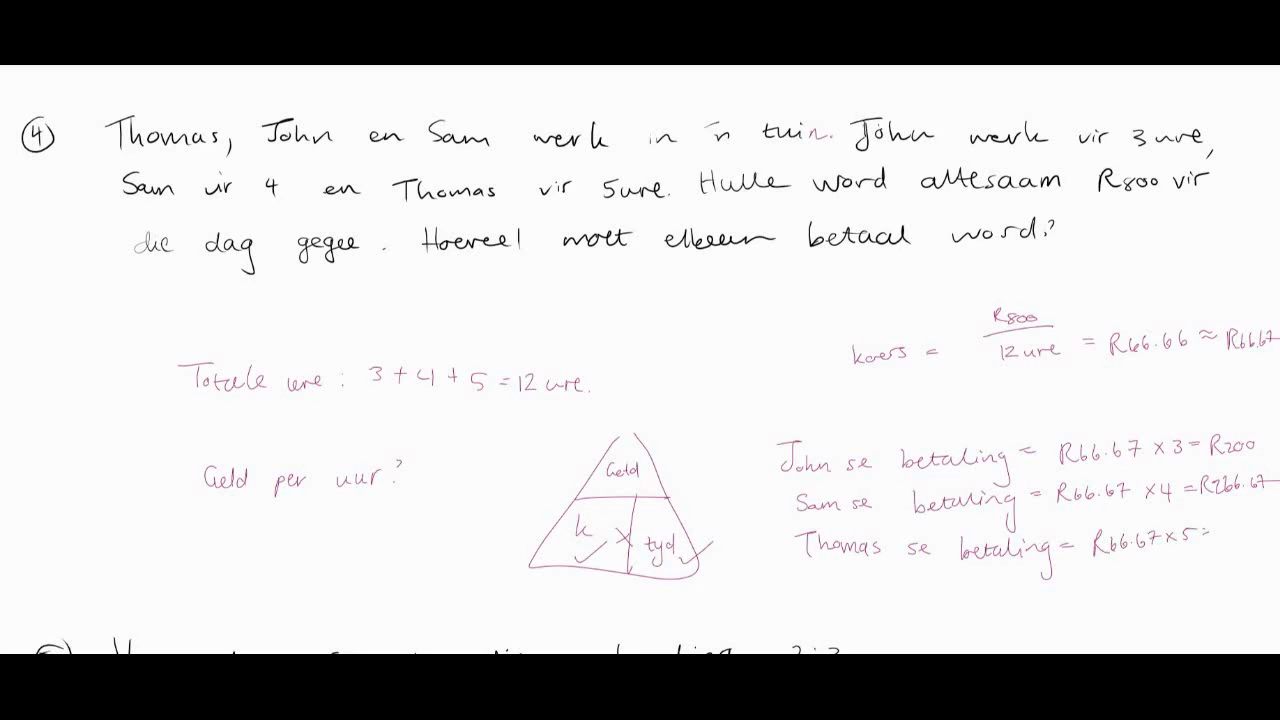 ④ Thomas, John en Sam werk in 'n tuin. John werk vir 3 ure,
Sam vir 4 en Thomas vir 5 ure. Hulle word altesaam R800 vir
die dag gegee. Hoeveel moet elkeen betaal word?
koers = R800 / 12 ure = R66.66 ≈ R66.67
Totale ure : 3 + 4 + 5 = 12 ure.
Geld per uur?
Geld
k × tyd
John se betaling = R66.67 × 3 = R200
Sam se betaling = R66.67 × 4 = R266.67
Thomas se betaling = R66.67 × 5 =